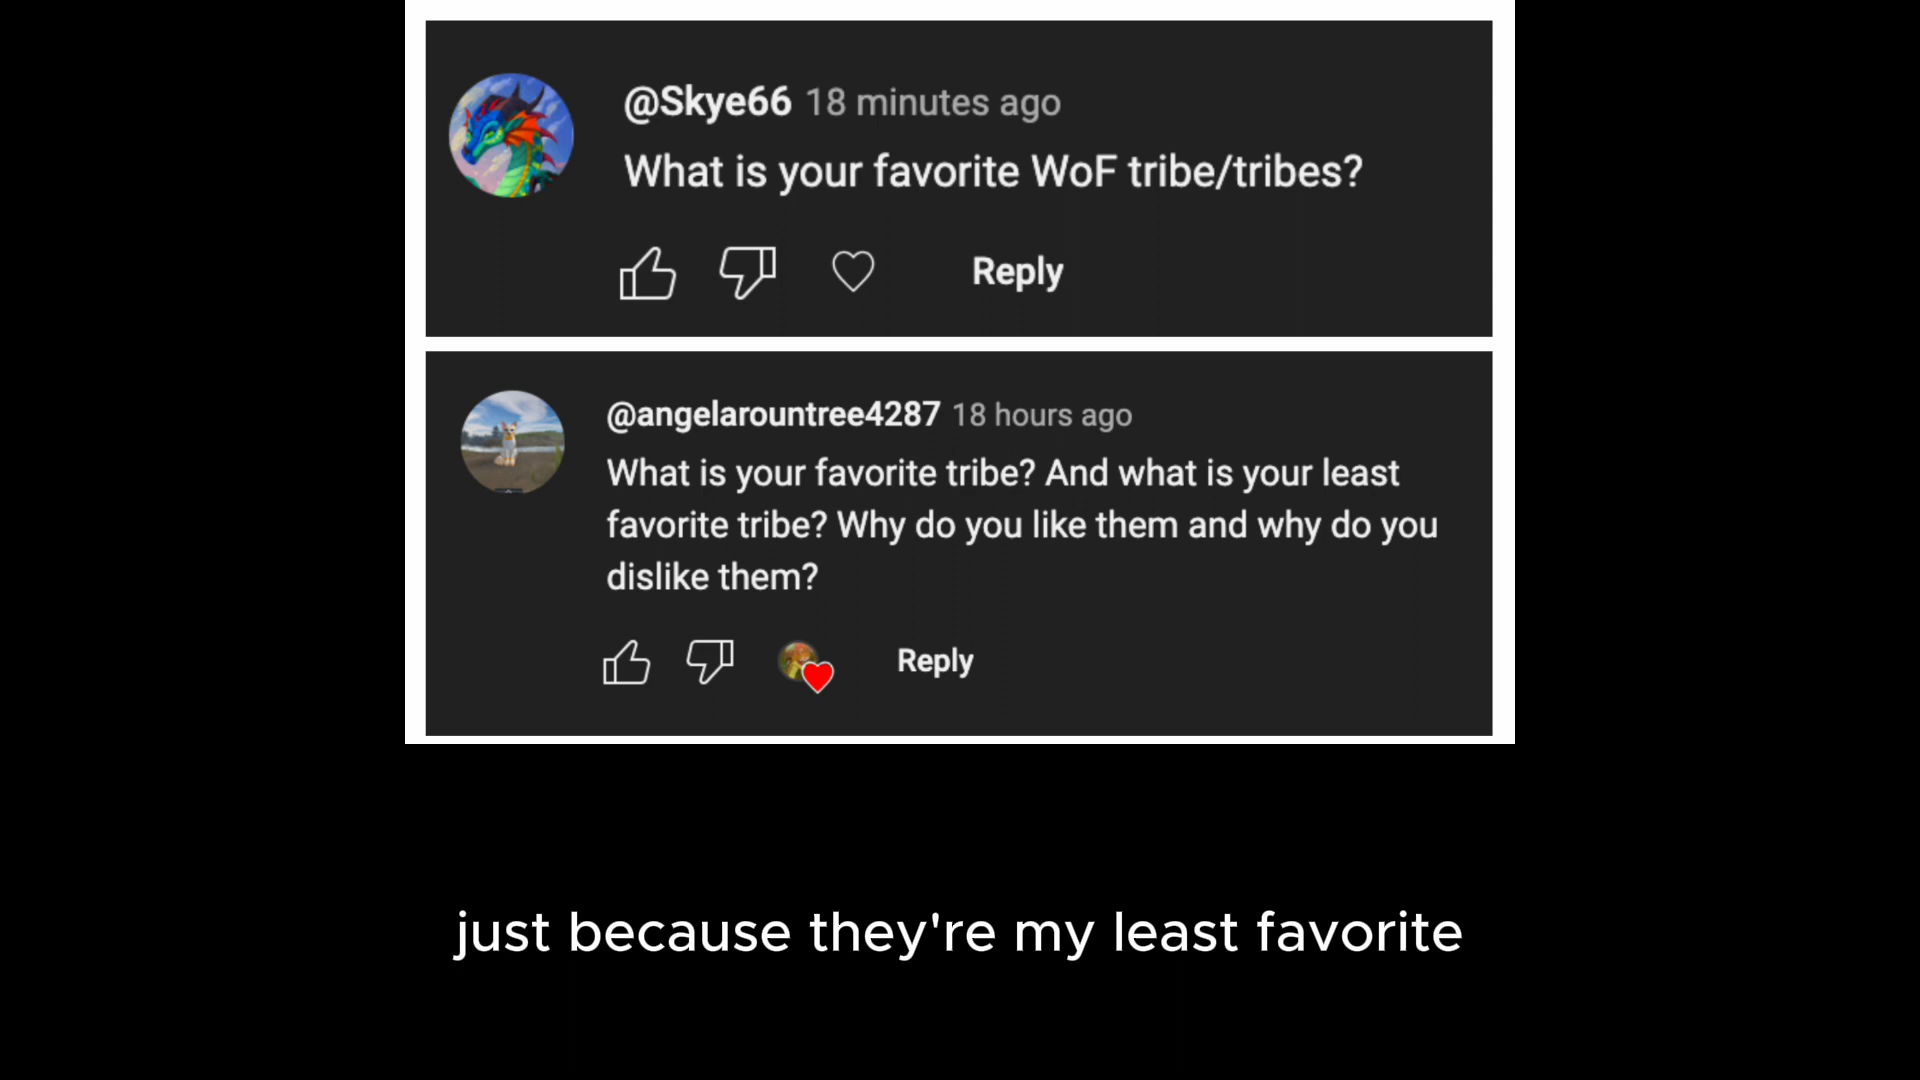 @Skye66 18 minutes ago
What is your favorite WoF tribe/tribes?
Reply
@angelarountree4287 18 hours ago
What is your favorite tribe? And what is your least
favorite tribe? Why do you like them and why do you
dislike them?
Reply
just because they're my least favorite